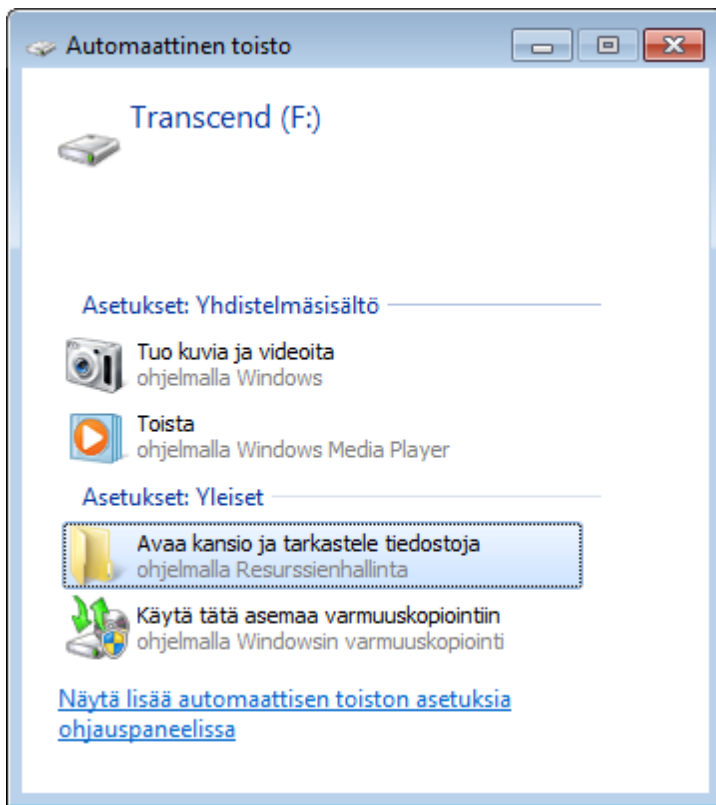 Automaattinen toisto
Transcend (F:)
Asetukset: Yhdistelmäsisältö
Tuo kuvia ja videoita
ohjelmalla Windows
Toista
ohjelmalla Windows Media Player
Asetukset: Yleiset
Avaa kansio ja tarkastele tiedostoja
ohjelmalla Resurssienhallinta
Käytä tätä asemaa varmuuskopiointiin
ohjelmalla Windowsin varmuuskopiointi
Näytä lisää automaattisen toiston asetuksia
ohjauspaneelissa